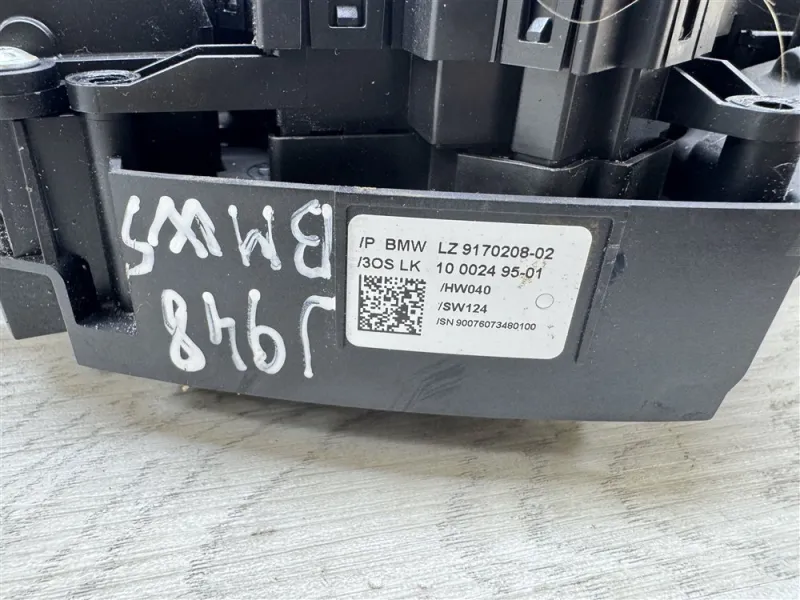 /P BMW LZ 9170208-02
/3OS LK 10 0024 95-01
/HW040
/SW124
/SN 90076073480100
BMW5
J948